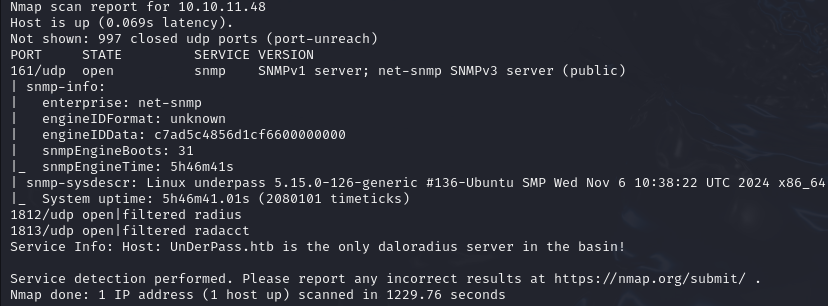 Nmap scan report for 10.10.11.48
Host is up (0.069s latency).
Not shown: 997 closed udp ports (port-unreach)
PORT     STATE         SERVICE VERSION
161/udp  open          snmp    SNMPv1 server; net-snmp SNMPv3 server (public)
| snmp-info:
|   enterprise: net-snmp
|   engineIDFormat: unknown
|   engineIDData: c7ad5c4856d1cf6600000000
|   snmpEngineBoots: 31
|_  snmpEngineTime: 5h46m41s
| snmp-sysdescr: Linux underpass 5.15.0-126-generic #136-Ubuntu SMP Wed Nov 6 10:38:22 UTC 2024 x86_64
|_  System uptime: 5h46m41.01s (2080101 timeticks)
1812/udp open|filtered radius
1813/udp open|filtered radacct
Service Info: Host: UnDerPass.htb is the only daloradius server in the basin!

Service detection performed. Please report any incorrect results at https://nmap.org/submit/ .
Nmap done: 1 IP address (1 host up) scanned in 1229.76 seconds